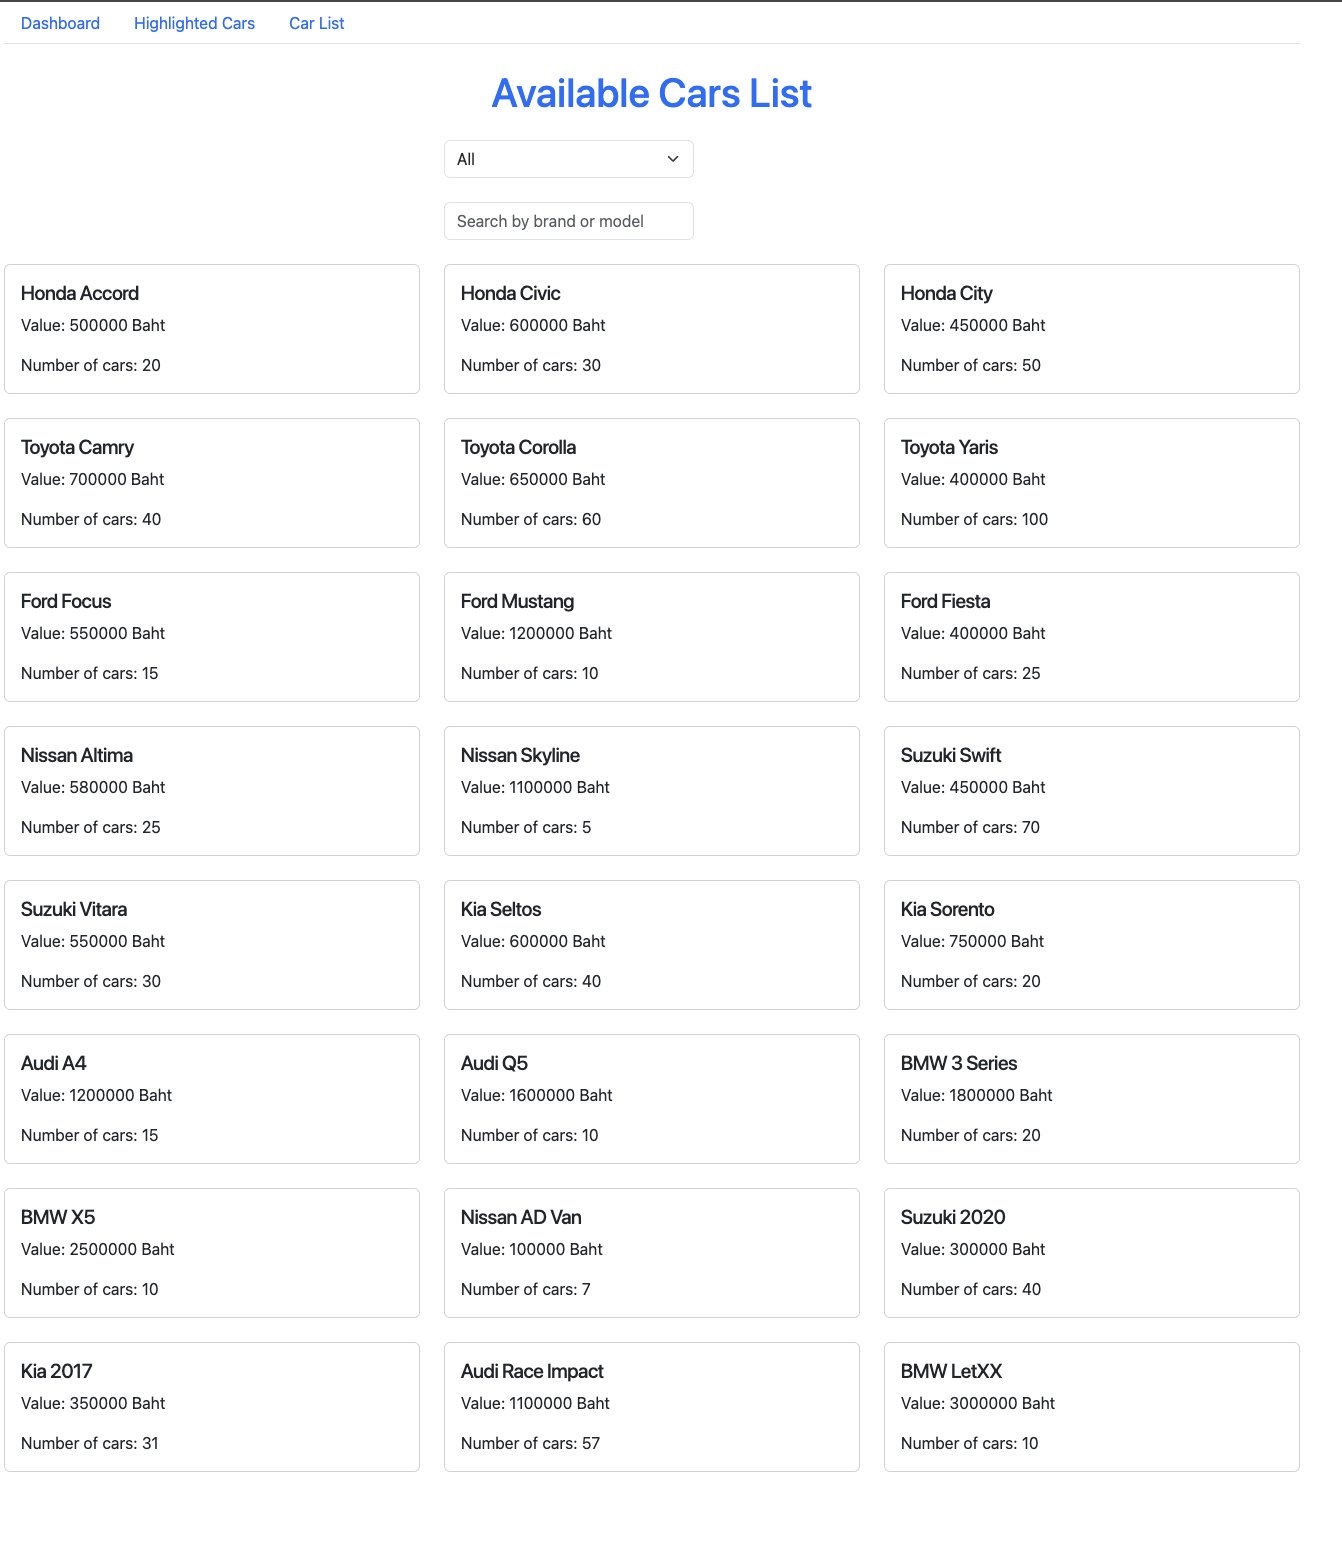 Dashboard
Highlighted Cars
Car List
Available Cars List
All
Search by brand or model
Honda Accord
Value: 500000 Baht
Number of cars: 20
Honda Civic
Value: 600000 Baht
Number of cars: 30
Honda City
Value: 450000 Baht
Number of cars: 50
Toyota Camry
Value: 700000 Baht
Number of cars: 40
Toyota Corolla
Value: 650000 Baht
Number of cars: 60
Toyota Yaris
Value: 400000 Baht
Number of cars: 100
Ford Focus
Value: 550000 Baht
Number of cars: 15
Ford Mustang
Value: 1200000 Baht
Number of cars: 10
Ford Fiesta
Value: 400000 Baht
Number of cars: 25
Nissan Altima
Value: 580000 Baht
Number of cars: 25
Nissan Skyline
Value: 1100000 Baht
Number of cars: 5
Suzuki Swift
Value: 450000 Baht
Number of cars: 70
Suzuki Vitara
Value: 550000 Baht
Number of cars: 30
Kia Seltos
Value: 600000 Baht
Number of cars: 40
Kia Sorento
Value: 750000 Baht
Number of cars: 20
Audi A4
Value: 1200000 Baht
Number of cars: 15
Audi Q5
Value: 1600000 Baht
Number of cars: 10
BMW 3 Series
Value: 1800000 Baht
Number of cars: 20
BMW X5
Value: 2500000 Baht
Number of cars: 10
Nissan AD Van
Value: 100000 Baht
Number of cars: 7
Suzuki 2020
Value: 300000 Baht
Number of cars: 40
Kia 2017
Value: 350000 Baht
Number of cars: 31
Audi Race Impact
Value: 1100000 Baht
Number of cars: 57
BMW LetXX
Value: 3000000 Baht
Number of cars: 10